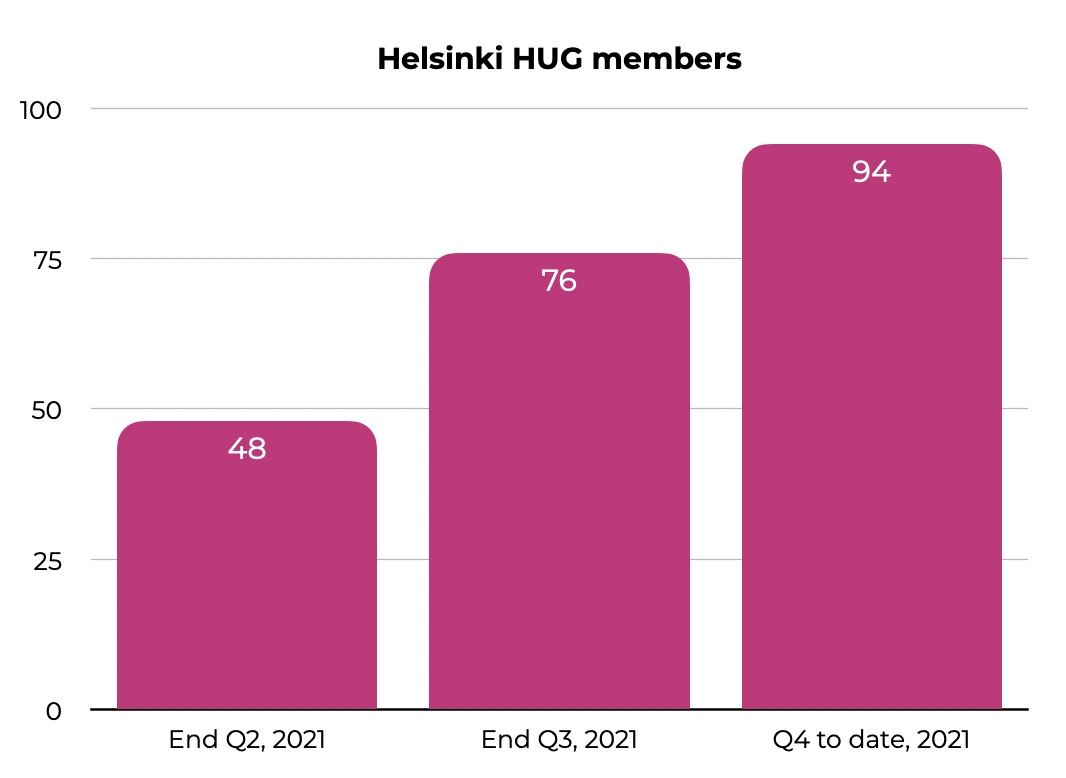 Helsinki HUG members
100
94
75
76
50
48
25
0
End Q2, 2021
End Q3, 2021
Q4 to date, 2021